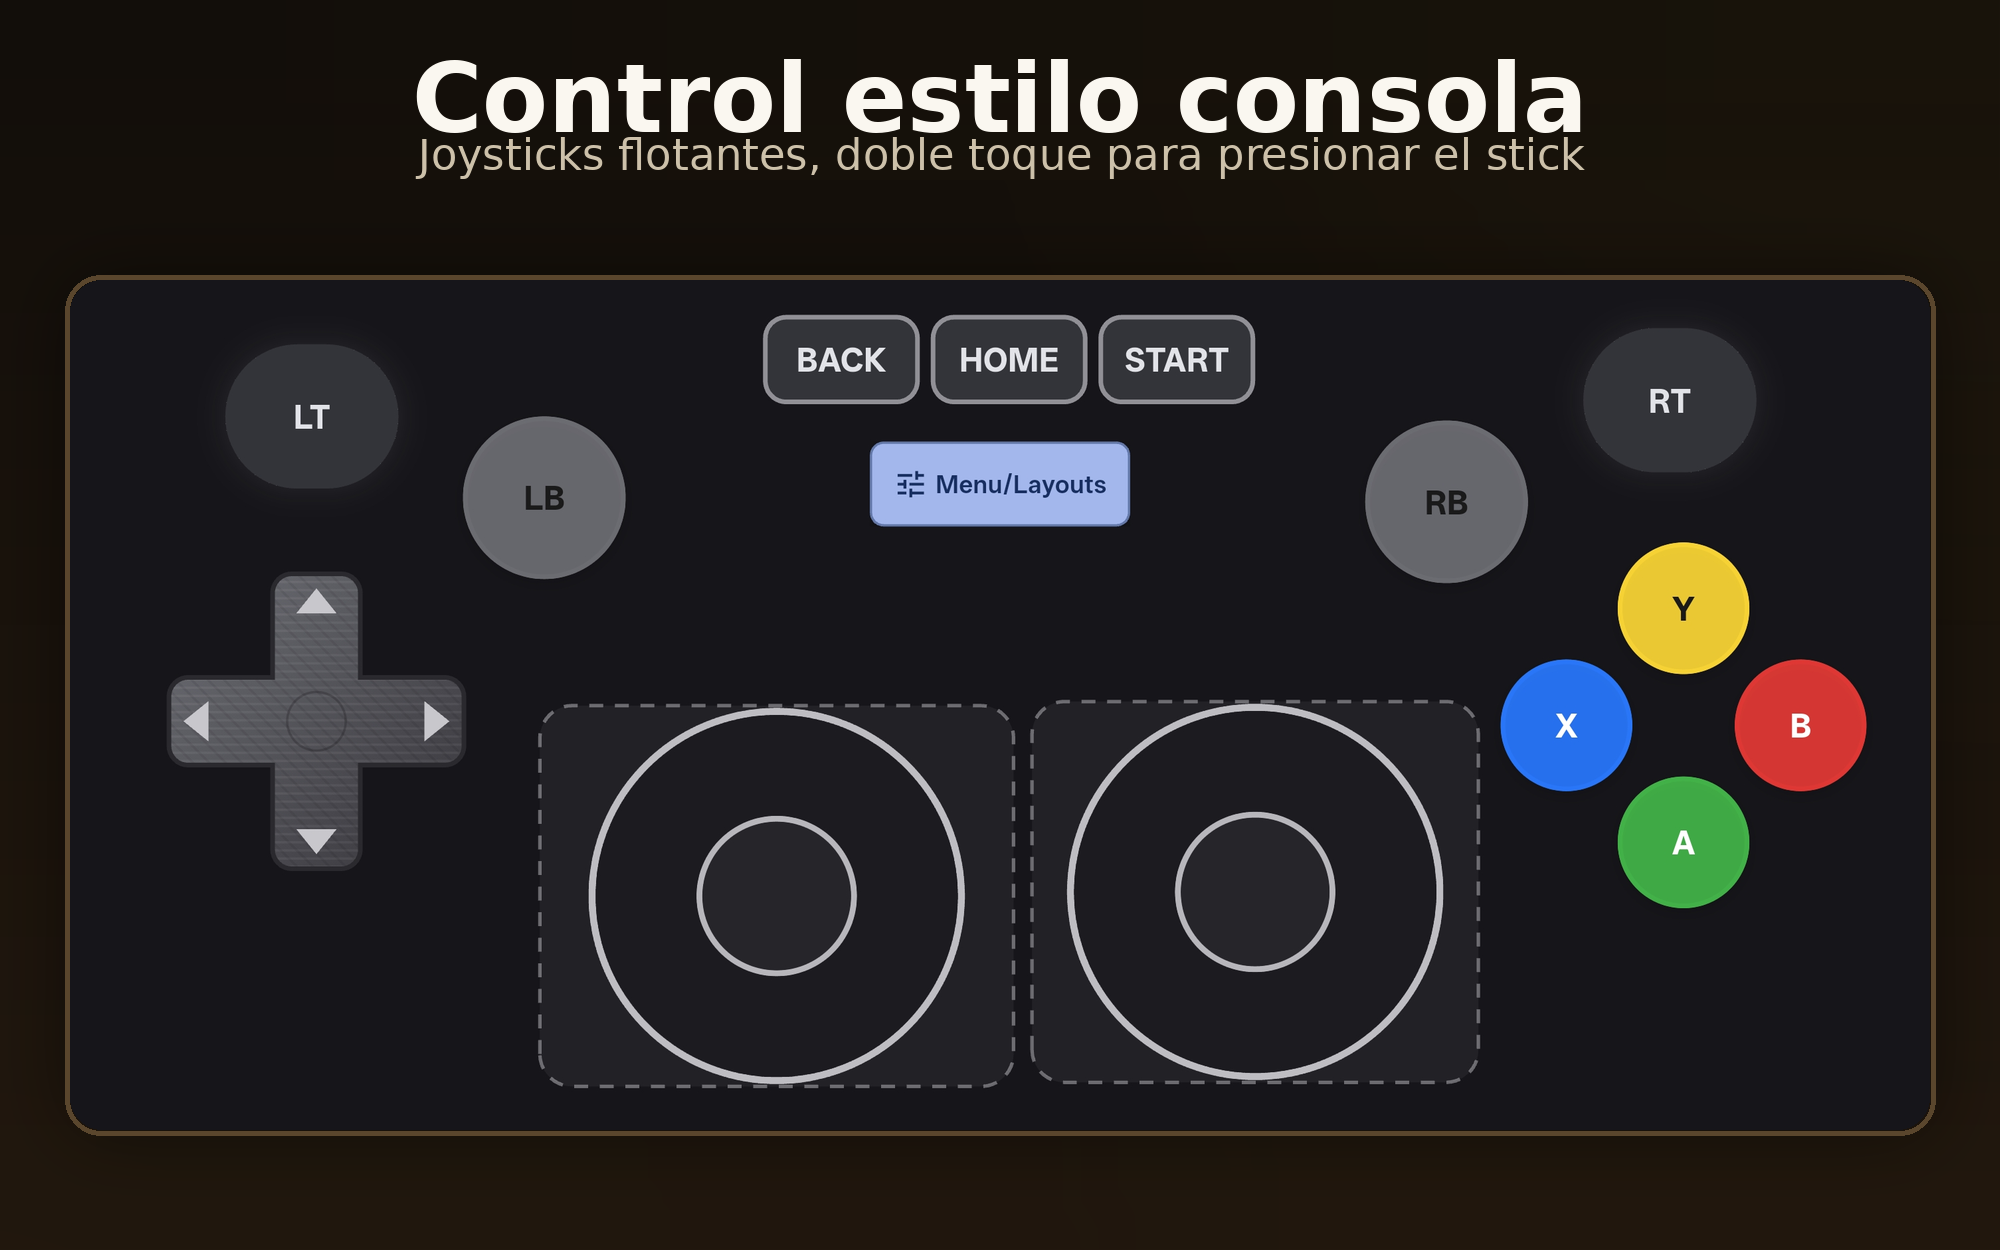 Control estilo consola
Joysticks flotantes, doble toque para presionar el stick
BACK HOME START
LT
RT
LB
Menu/Layouts
RB
Y
X
B
A